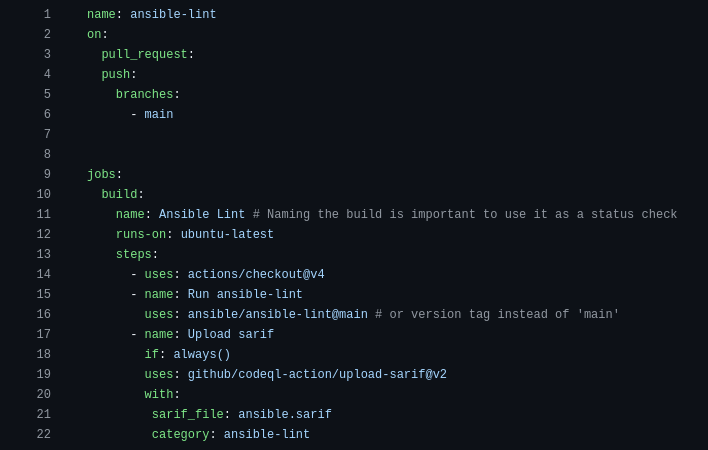 1 name: ansible-lint
2 on:
3   pull_request:
4   push:
5     branches:
6       - main
7
8
9 jobs:
10   build:
11     name: Ansible Lint # Naming the build is important to use it as a status check
12     runs-on: ubuntu-latest
13     steps:
14       - uses: actions/checkout@v4
15       - name: Run ansible-lint
16         uses: ansible/ansible-lint@main # or version tag instead of 'main'
17       - name: Upload sarif
18         if: always()
19         uses: github/codeql-action/upload-sarif@v2
20         with:
21          sarif_file: ansible.sarif
22          category: ansible-lint